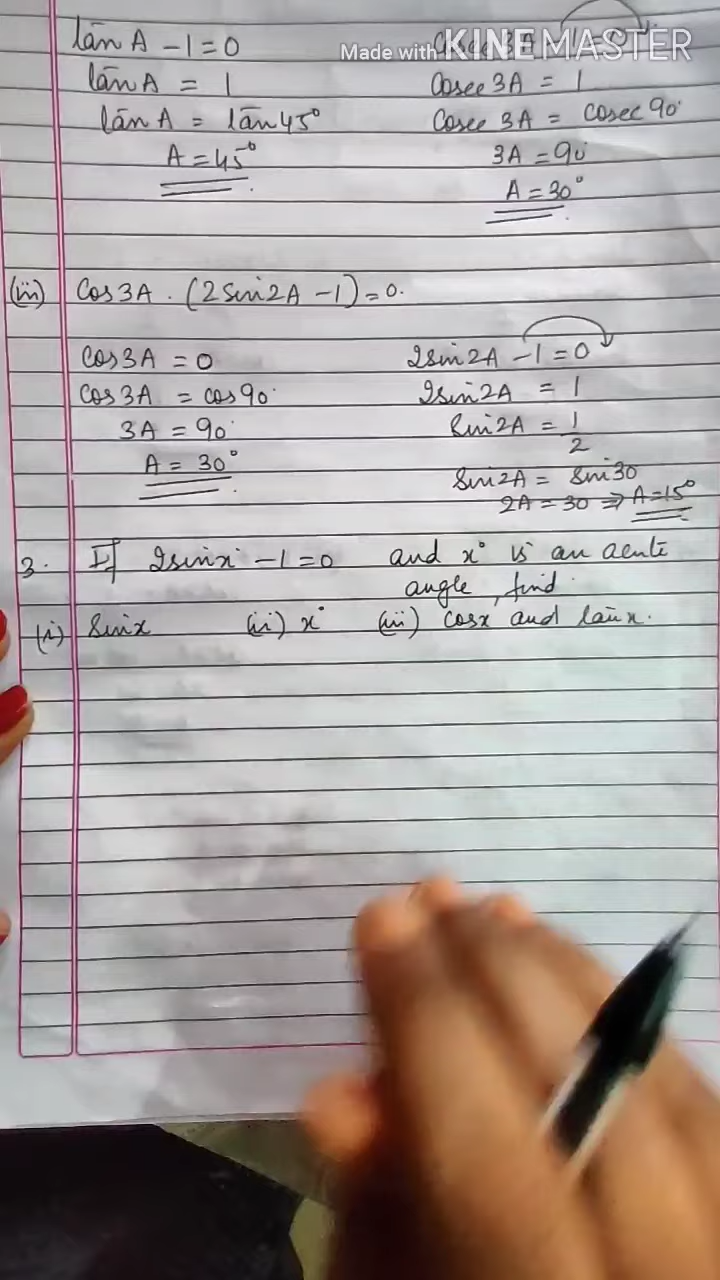 tan A - 1 = 0
Made with KINEMASTER
tan A = 1
Cosec 3A = 1
tan A = tan 45°
Cosec 3A = cosec 90°
A = 45°
3A = 90°
A = 30°
(iii) Cos 3A . (2 Sin 2A - 1) = 0.
Cos 3A = 0
2 sin 2A - 1 = 0
Cos 3A = cos 90°
2 sin 2A = 1
3A = 90°
Sin 2A = 1/2
A = 30°
Sin 2A = Sin 30
2A = 30 ⇒ A = 15°
3. If 2 sin x° - 1 = 0 and x° is an acute
angle, find.
(i) Sin x (ii) x° (iii) cos x and tan x.